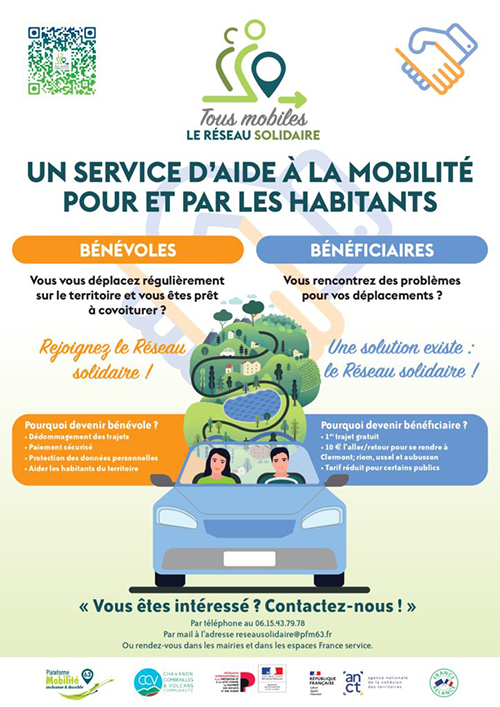 Tous mobiles
LE RÉSEAU SOLIDAIRE
UN SERVICE D'AIDE À LA MOBILITÉ
POUR ET PAR LES HABITANTS
BÉNÉVOLES
Vous vous déplacez régulièrement
sur le territoire et vous êtes prêt
à covoiturer ?
Rejoignez le Réseau
solidaire !
BÉNÉFICIAIRES
Vous rencontrez des problèmes
pour vos déplacements ?
Une solution existe :
le Réseau solidaire !
Pourquoi devenir bénévole ?
• Dédommagement des trajets
• Paiement sécurisé
• Protection des données personnelles
• Aider les habitants du territoire
Pourquoi devenir bénéficiaire ?
• 1er trajet gratuit
• 10 € l'aller/retour pour se rendre à
Clermont; riom, ussel et aubusson
• Tarif réduit pour certains publics
« Vous êtes intéressé ? Contactez-nous ! »
Par téléphone au 06.15.43.79.78
Par mail à l'adresse reseausolidaire@pfm63.fr
Ou rendez-vous dans les mairies et dans les espaces France service.
Plateforme
Mobilité 63
inclusive & durable
CCV
CHAVANON
COMBRAILLES
& VOLCANS
COMMUNAUTÉ
RÉPUBLIQUE
FRANÇAISE
anct
agence nationale
de la cohésion
des territoires
FRANCE
RELANCE